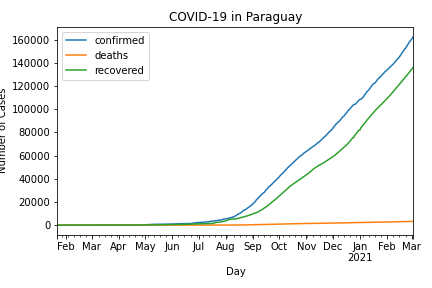 COVID-19 in Paraguay
confirmed
deaths
recovered
160000
140000
120000
100000
80000
60000
40000
20000
0
Number of Cases
Feb Mar Apr May Jun Jul Aug Sep Oct Nov Dec Jan Feb Mar
2021
Day